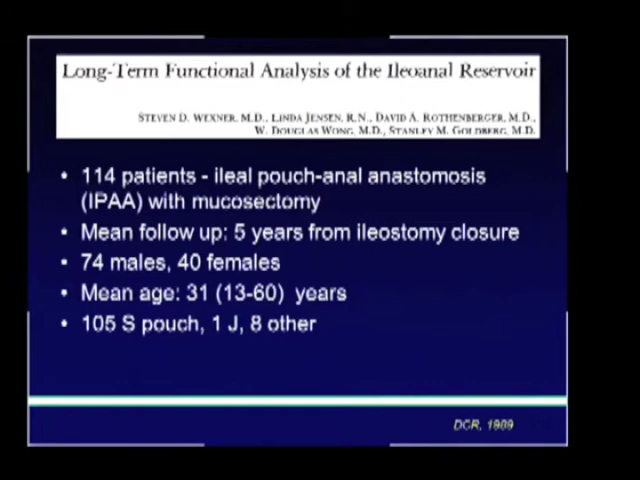 Long-Term Functional Analysis of the Ileoanal Reservoir
STEVEN D. WEXNER, M.D., LINDA JENSEN, R.N., DAVID A. ROTHENBERGER, M.D.,
W. DOUGLAS WONG, M.D., STANLEY M. GOLDBERG, M.D.
• 114 patients - ileal pouch-anal anastomosis
(IPAA) with mucosectomy
• Mean follow up: 5 years from ileostomy closure
• 74 males, 40 females
• Mean age: 31 (13-60) years
• 105 S pouch, 1 J, 8 other
DCR, 1989